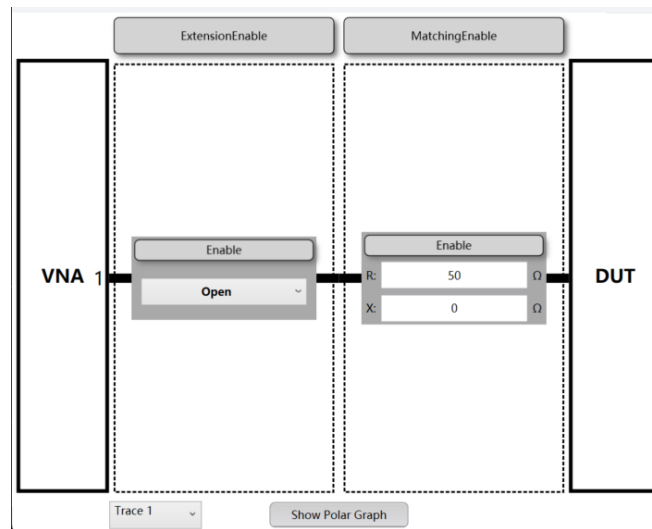 ExtensionEnable MatchingEnable
Enable Enable
VNA 1 Open R: 50 Ω DUT
X: 0 Ω
Trace 1 Show Polar Graph